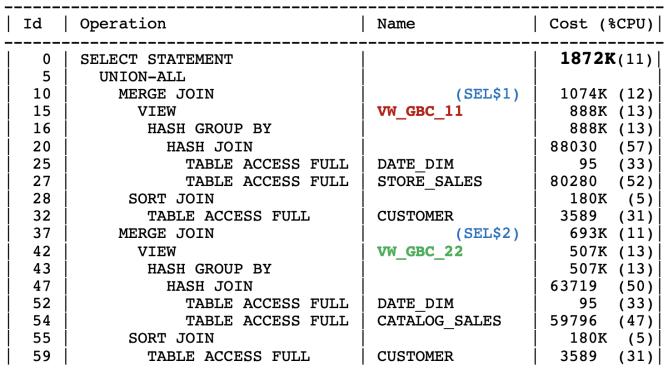 | Id | Operation | Name | Cost (%CPU)|
| 0 | SELECT STATEMENT | | 1872K(11)|
| 5 | UNION-ALL | | |
| 10 | MERGE JOIN | (SEL$1) | 1074K (12)|
| 15 | VIEW | VW_GBC_11 | 888K (13)|
| 16 | HASH GROUP BY | | 888K (13)|
| 20 | HASH JOIN | | 88030 (57)|
| 25 | TABLE ACCESS FULL | DATE_DIM | 95 (33)|
| 27 | TABLE ACCESS FULL | STORE_SALES | 80280 (52)|
| 28 | SORT JOIN | | 180K (5)|
| 32 | TABLE ACCESS FULL | CUSTOMER | 3589 (31)|
| 37 | MERGE JOIN | (SEL$2) | 693K (11)|
| 42 | VIEW | VW_GBC_22 | 507K (13)|
| 43 | HASH GROUP BY | | 507K (13)|
| 47 | HASH JOIN | | 63719 (50)|
| 52 | TABLE ACCESS FULL | DATE_DIM | 95 (33)|
| 54 | TABLE ACCESS FULL | CATALOG_SALES | 59796 (47)|
| 55 | SORT JOIN | | 180K (5)|
| 59 | TABLE ACCESS FULL | CUSTOMER | 3589 (31)|